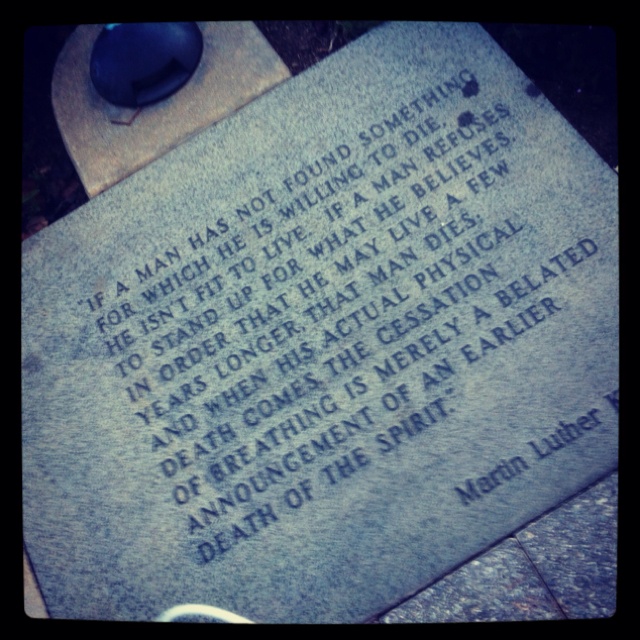 "IF A MAN HAS NOT FOUND SOMETHING
FOR WHICH HE IS WILLING TO DIE,
HE ISN'T FIT TO LIVE. IF A MAN REFUSES
TO STAND UP FOR WHAT HE BELIEVES
IN ORDER THAT HE MAY LIVE A FEW
YEARS LONGER, THAT MAN DIES,
AND WHEN HIS ACTUAL PHYSICAL
DEATH COMES, THE CESSATION
OF BREATHING IS MERELY A BELATED
ANNOUNCEMENT OF AN EARLIER
DEATH OF THE SPIRIT."
Martin Luther